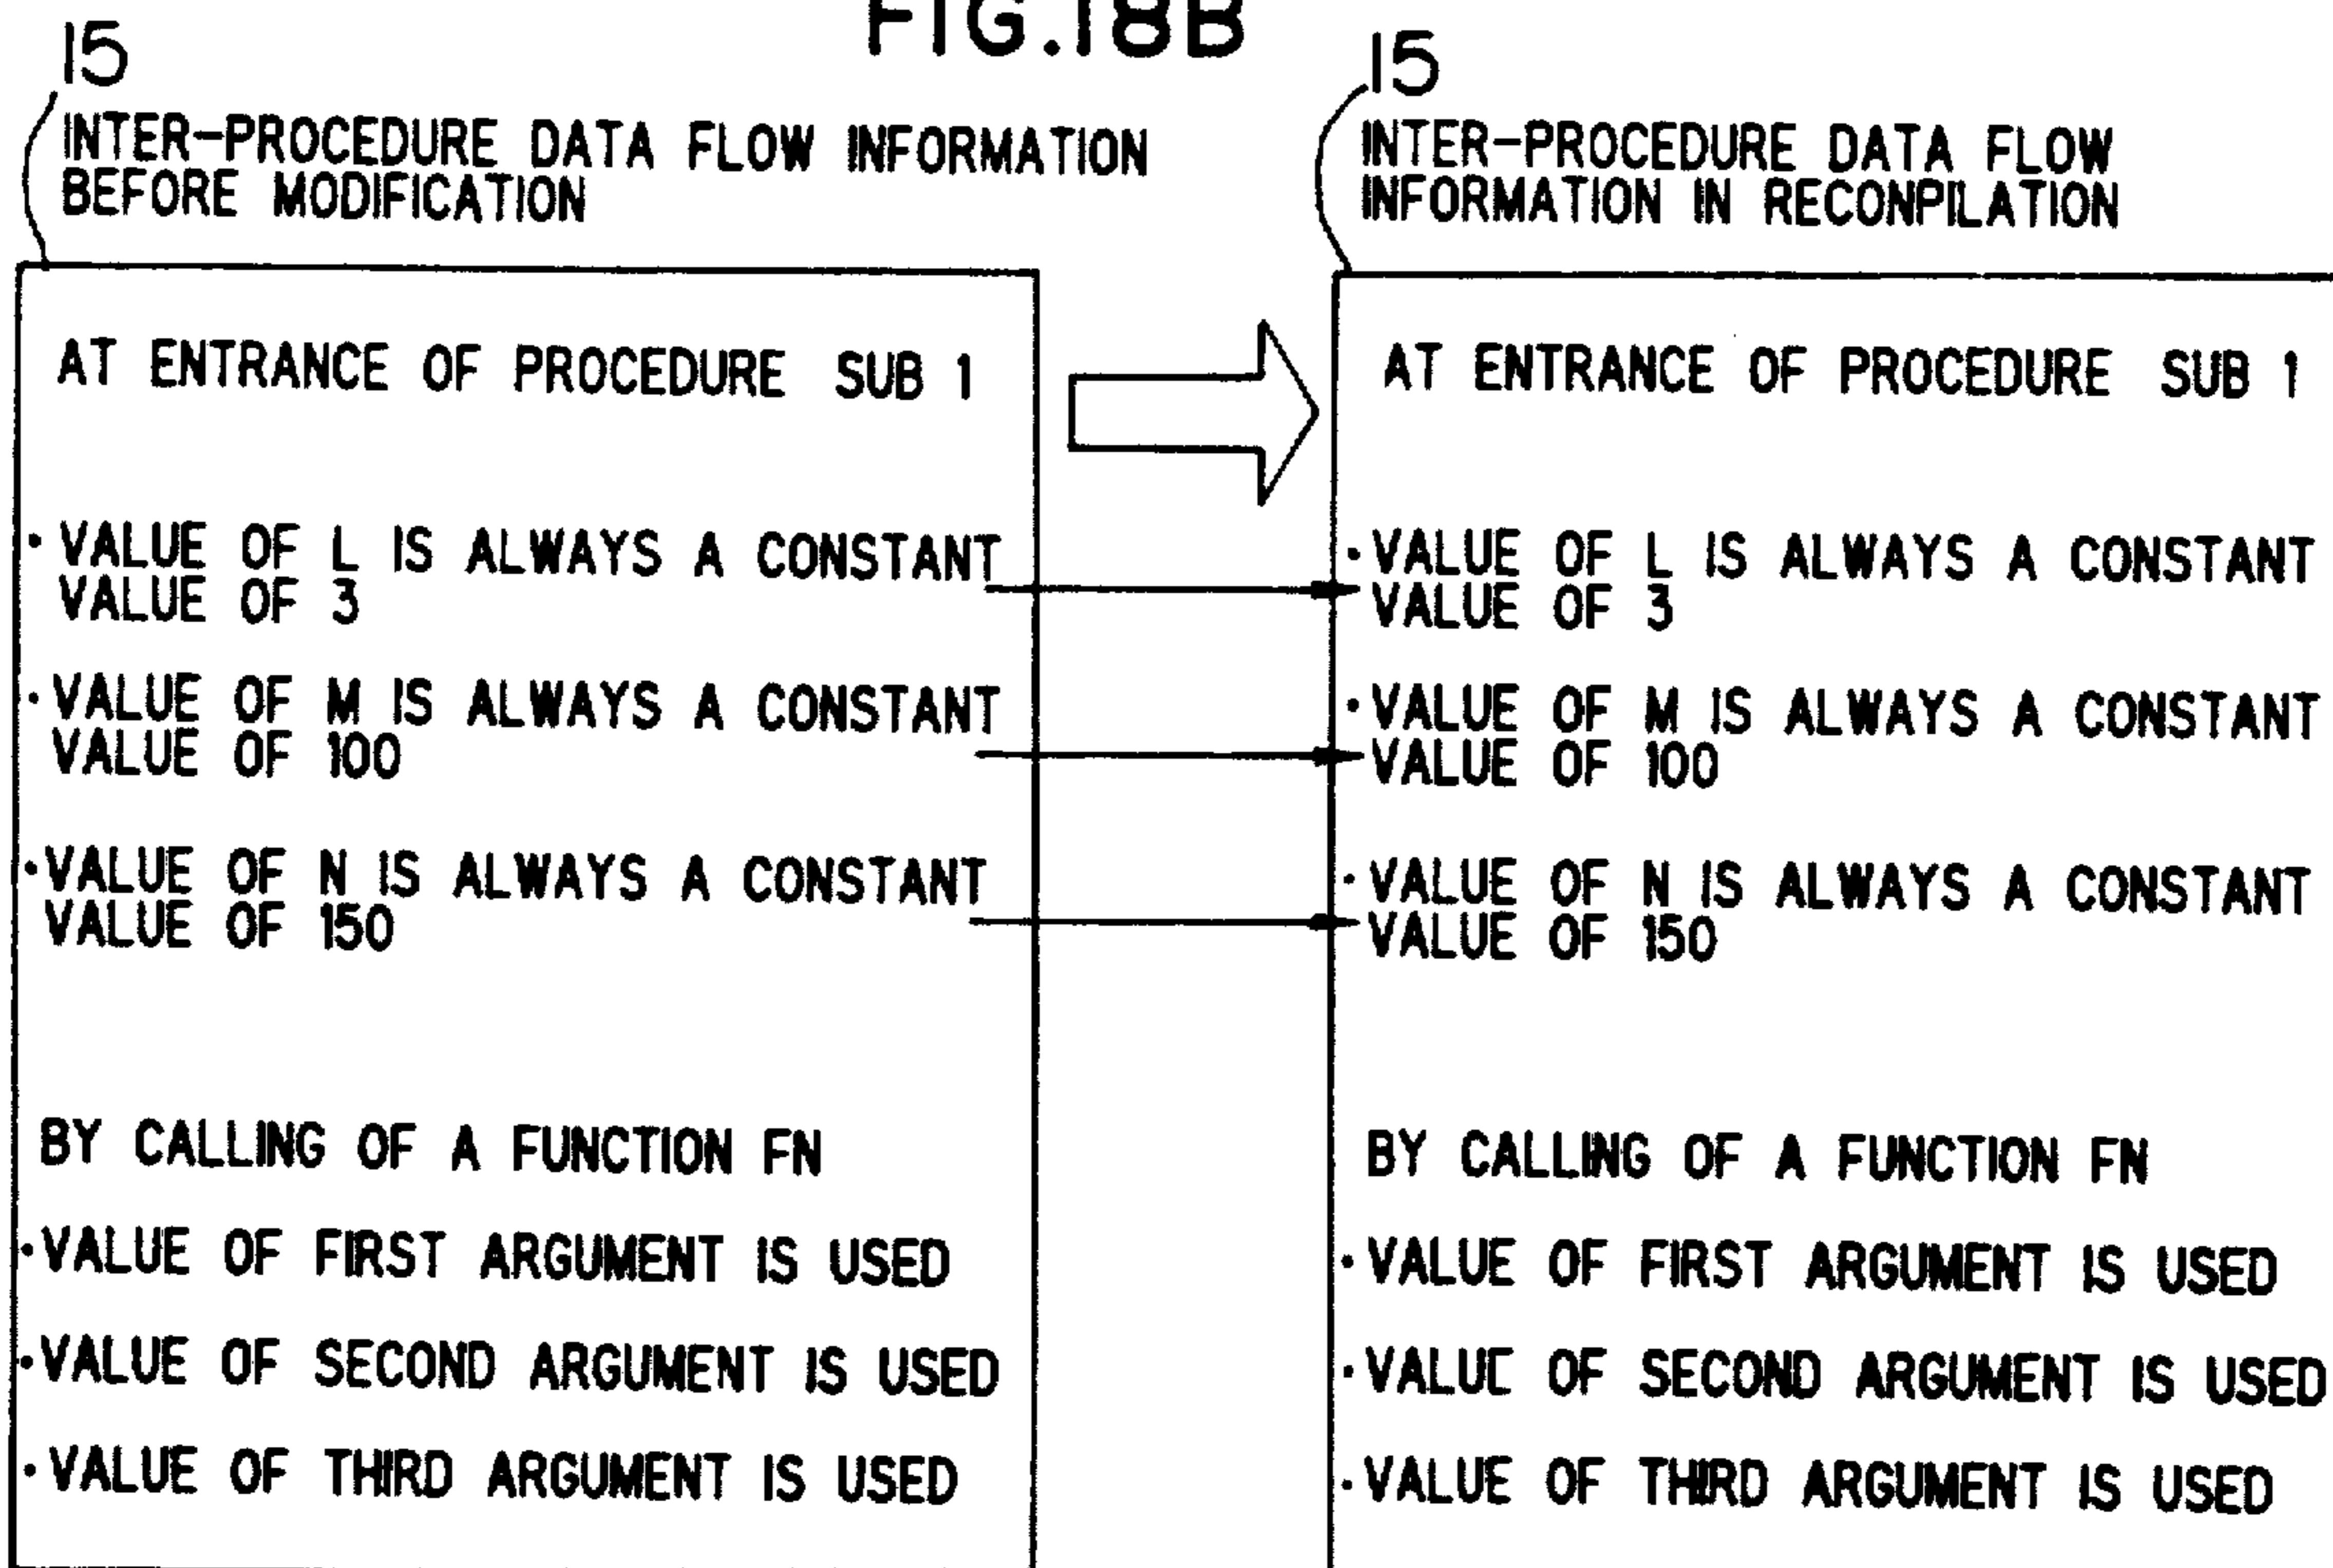 FIG.18B
15
INTER-PROCEDURE DATA FLOW INFORMATION
BEFORE MODIFICATION
AT ENTRANCE OF PROCEDURE SUB 1
· VALUE OF L IS ALWAYS A CONSTANT
VALUE OF 3
· VALUE OF M IS ALWAYS A CONSTANT
VALUE OF 100
· VALUE OF N IS ALWAYS A CONSTANT
VALUE OF 150
BY CALLING OF A FUNCTION FN
· VALUE OF FIRST ARGUMENT IS USED
· VALUE OF SECOND ARGUMENT IS USED
· VALUE OF THIRD ARGUMENT IS USED
15
INTER-PROCEDURE DATA FLOW
INFORMATION IN RECONPILATION
AT ENTRANCE OF PROCEDURE SUB 1
· VALUE OF L IS ALWAYS A CONSTANT
VALUE OF 3
· VALUE OF M IS ALWAYS A CONSTANT
VALUE OF 100
· VALUE OF N IS ALWAYS A CONSTANT
VALUE OF 150
BY CALLING OF A FUNCTION FN
· VALUE OF FIRST ARGUMENT IS USED
· VALUE OF SECOND ARGUMENT IS USED
· VALUE OF THIRD ARGUMENT IS USED